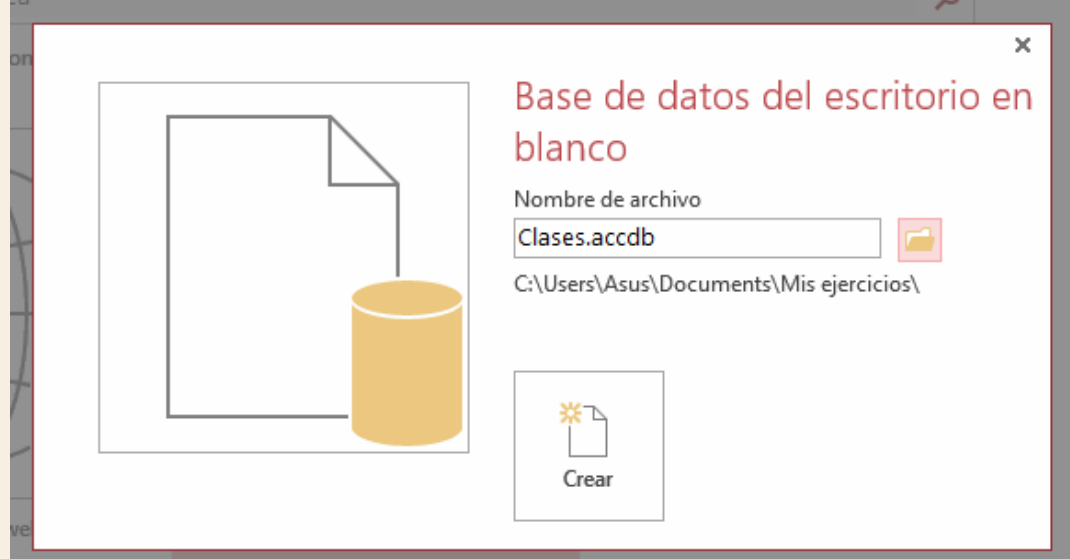 Base de datos del escritorio en
blanco
Nombre de archivo
Clases.accdb
C:\Users\Asus\Documents\Mis ejercicios\
Crear